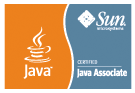 Sun
microsystems
Java
CERTIFIED
Java Associate